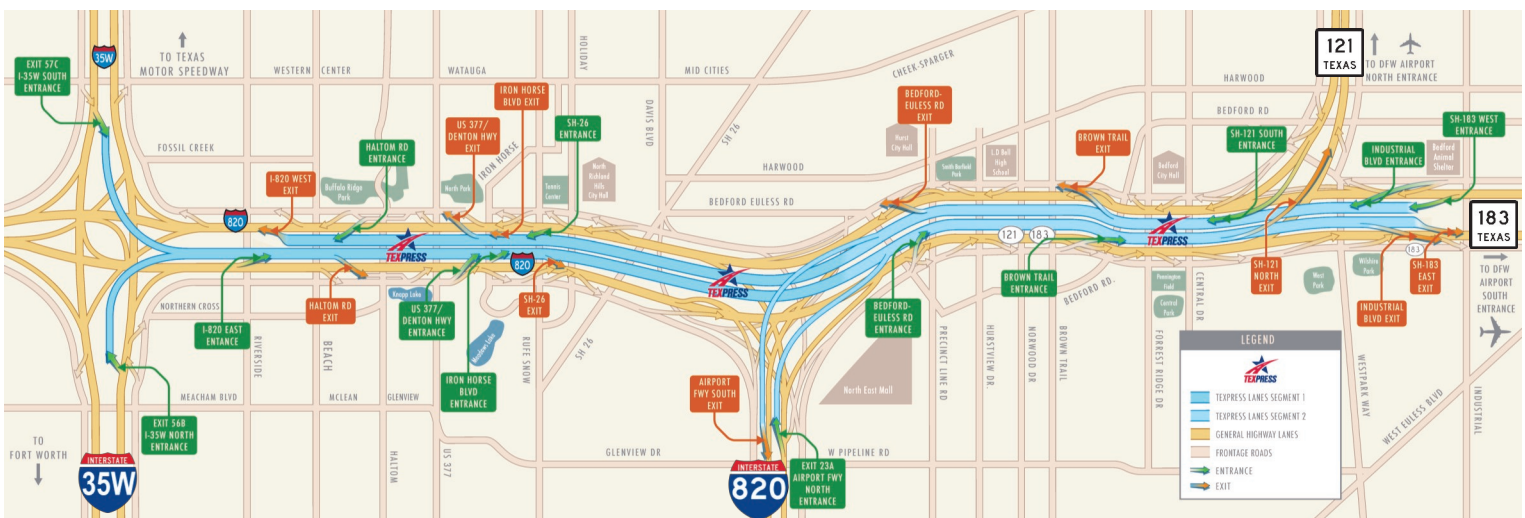 EXIT 57C
I-35W SOUTH
ENTRANCE
35W
TO TEXAS
MOTOR SPEEDWAY
WESTERN
CENTER
WATAUGA
HOLIDAY
MID CITIES
CHEEK-SPARGER
121
TEXAS
TO DFW AIRPORT
NORTH ENTRANCE
HARWOOD
BEDFORD RD
FOSSIL CREEK
I-820 WEST
EXIT
820
HALTOM RD
ENTRANCE
Buffalo Ridge
Park
US 377/
DENTON HWY
EXIT
North Park
IRON HORSE
IRON HORSE
BLVD EXIT
SH-26
ENTRANCE
Tennis
Center
North
Richland
Hills
City Hall
DAVIS BLVD
SH 26
HARWOOD
BEDFORD EULESS RD
BEDFORD-
EULESS RD
EXIT
Hurst
City Hall
Smith-Barfield
Park
L.D Bell
High
School
BROWN TRAIL
EXIT
Bedford
City Hall
SH-121 SOUTH
ENTRANCE
INDUSTRIAL
BLVD ENTRANCE
SH-183 WEST
ENTRANCE
Bedford
Animal
Shelter
183
TEXAS
TEXPRESS
TEXPRESS
TEXPRESS
820
121
183
183
NORTHERN CROSS
I-820 EAST
ENTANCE
RIVERSIDE
HALTOM RD
EXIT
BEACH
Knapp Lake
US 377/
DENTON HWY
ENTRANCE
Meadows Lake
IRON HORSE
BLVD
ENTRANCE
SH-26
EXIT
RUFE SNOW
SH 26
BEDFORD-
EULESS RD
ENTRANCE
BROWN TRAIL
ENTRANCE
BEDFORD RD.
Pennington
Field
Central
Park
CENTRAL DR
SH-121
NORTH
EXIT
West
Park
Wilshire
Park
INDUSTRIAL
BLVD EXIT
SH-183
EAST
EXIT
TO DFW
AIRPORT
SOUTH
ENTRANCE
MEACHAM BLVD
MCLEAN
GLENVIEW
EXIT 56B
I-35W NORTH
ENTRANCE
TO
FORT WORTH
INTERSTATE
35W
HALTOM
US 377
GLENVIEW DR
AIRPORT
FWY SOUTH
EXIT
INTERSTATE
820
EXIT 23A
AIRPORT FWY
NORTH
ENTRANCE
W PIPELINE RD
North East Mall
PRECINCT LINE RD
HURSTVIEW DR.
NORWOOD DR
BROWN TRAIL
FORREST RIDGE DR
WESTPARK WAY
WEST EULESS BLVD
INDUSTRIAL
LEGEND
TEXPRESS
TEXPRESS LANES SEGMENT 1
TEXPRESS LANES SEGMENT 2
GENERAL HIGHWAY LANES
FRONTAGE ROADS
ENTRANCE
EXIT